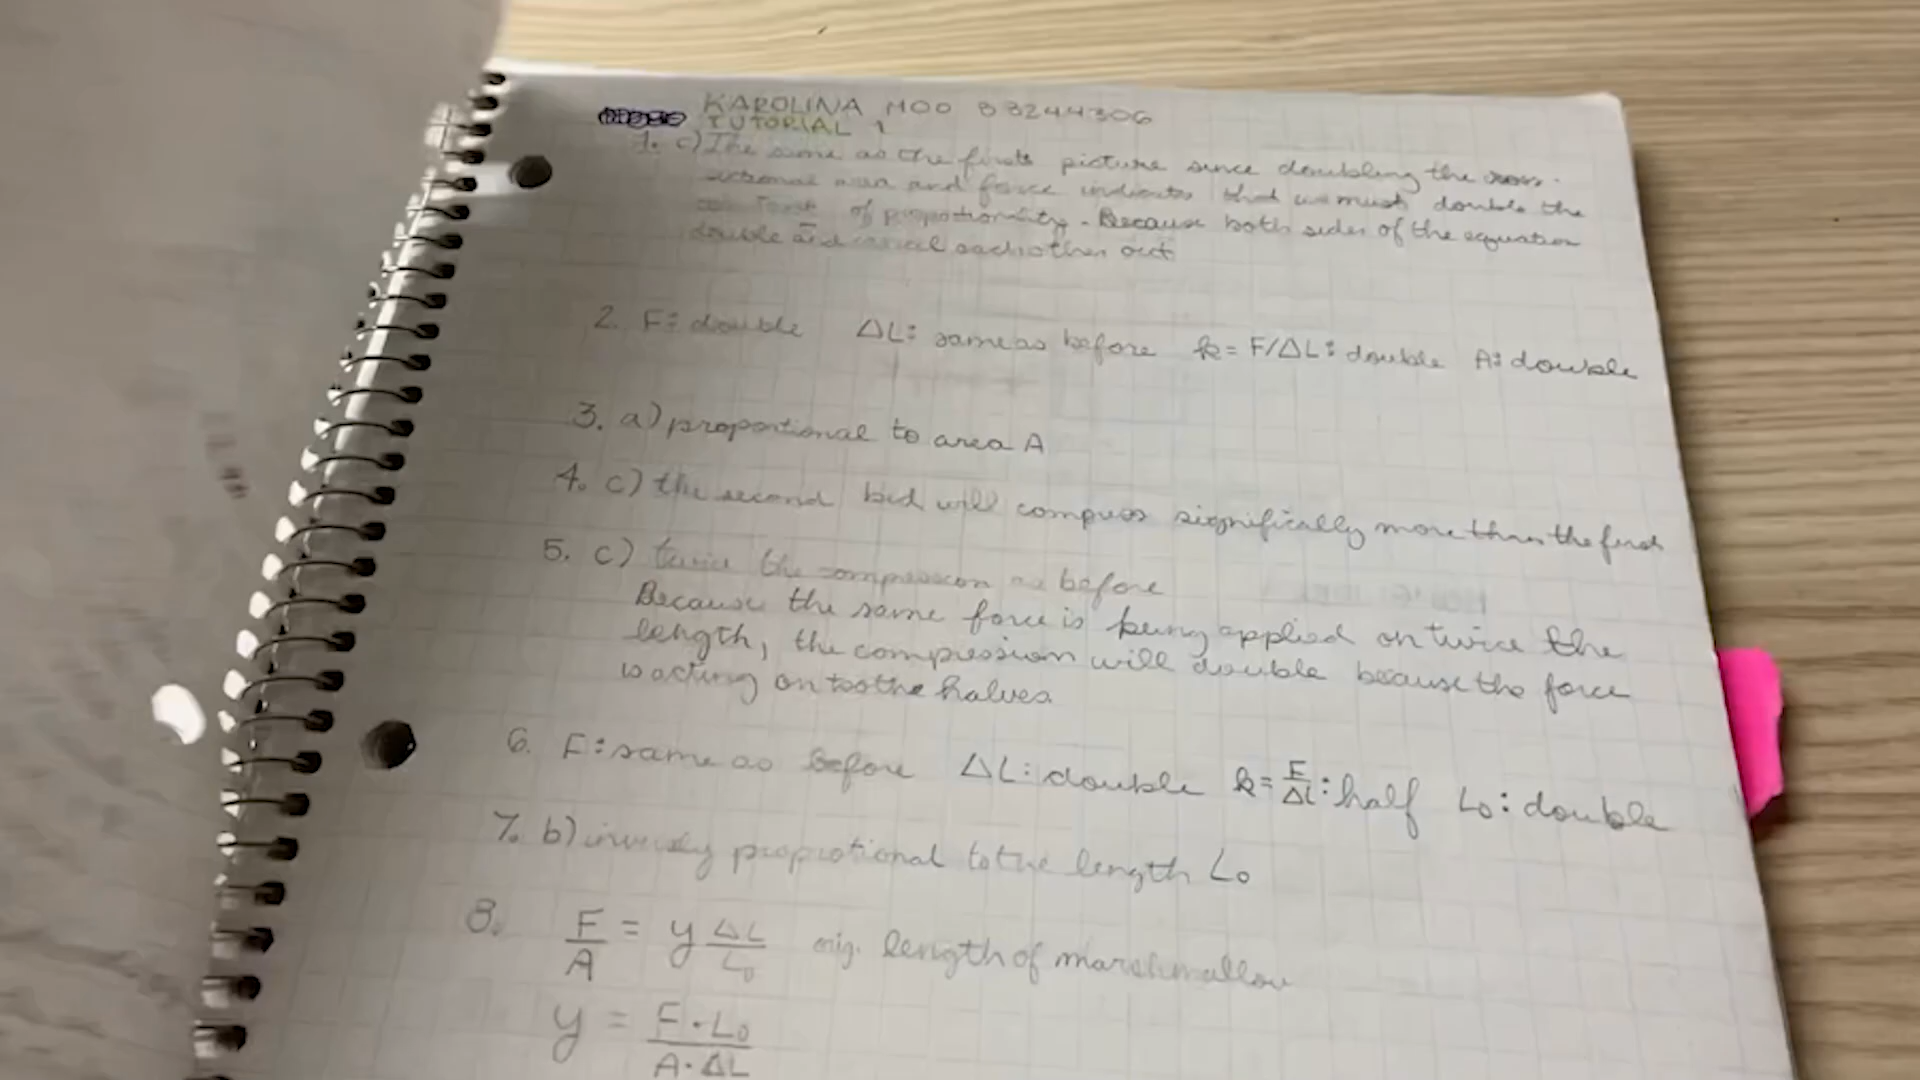 KAROLINA MOO 83244306
TUTORIAL 1
1. c) The same as the first picture since doubling the cross-
sectional area and force indicates that we must double the
constant of proportionality. Because both sides of the equation
double and cancel eachother out
2. F: double ΔL: same as before k= F/ΔL: double A: double
3. a) proportional to area A
4. c) the second bed will compress significally more than the first
5. c) twice the compression as before
Because the same force is being applied on twice the
length, the compression will double because the force
is acting on the halves.
6. F: same as before ΔL: double k= F/ΔL: half L₀: double
7. b) inversly proprotional to the length L₀
8. F/A = y ΔL/L₀ orig. length of marshmallow
y = F·L₀/A·ΔL